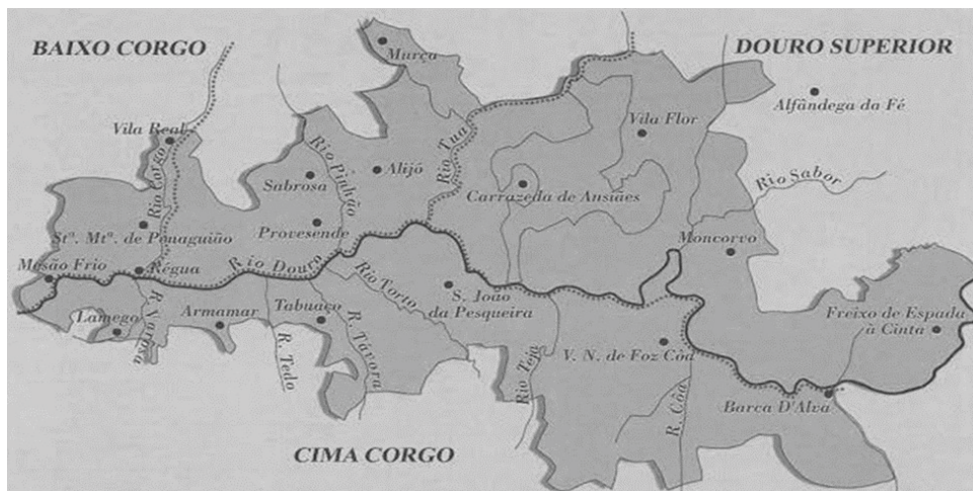 BAIXO CORGO
DOURO SUPERIOR
Murça
Alfândega da Fé
Vila Real
Vila Flor
Rio Corgo
Rio Pinhão
Rio Tua
Alijó
Sabrosa
Carrazeda de Ansiães
Rio Sabor
Stª. Mtª. de Penaguião
Provesende
Moncorvo
Mesão Frio
Régua
Rio Douro
Rio Torto
S. João
da Pesqueira
Lamego
R. Varosa
Armamar
Tabuaço
R. Tedo
R. Távora
Rio Teja
V. N. de Foz Côa
R. Côa
Freixo de Espada
à Cinta
Barca D'Alva
CIMA CORGO